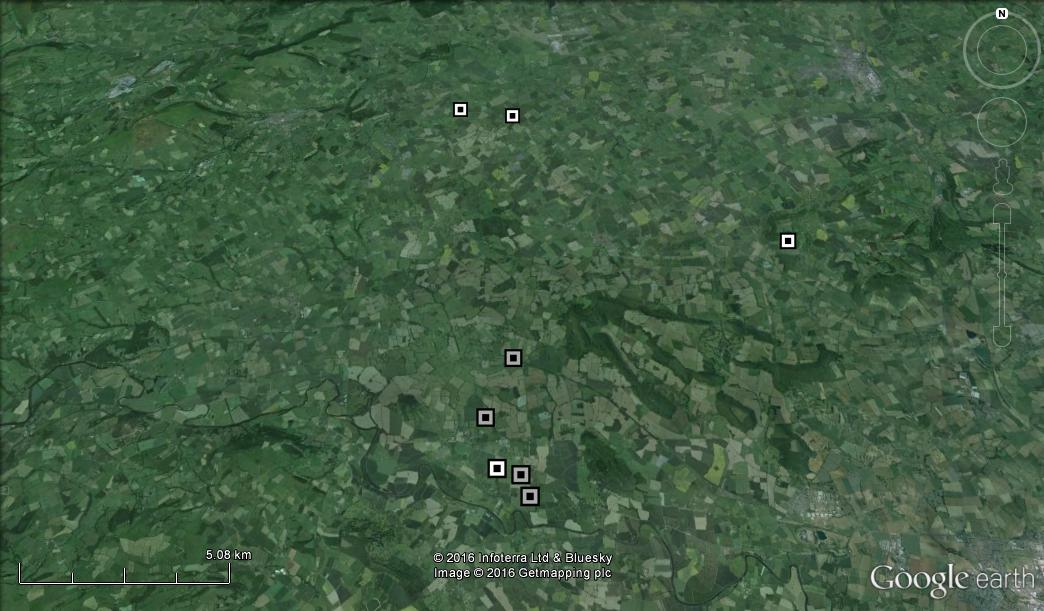 N
5.08 km
© 2016 Infoterra Ltd & Bluesky
Image © 2016 Getmapping plc
Google earth